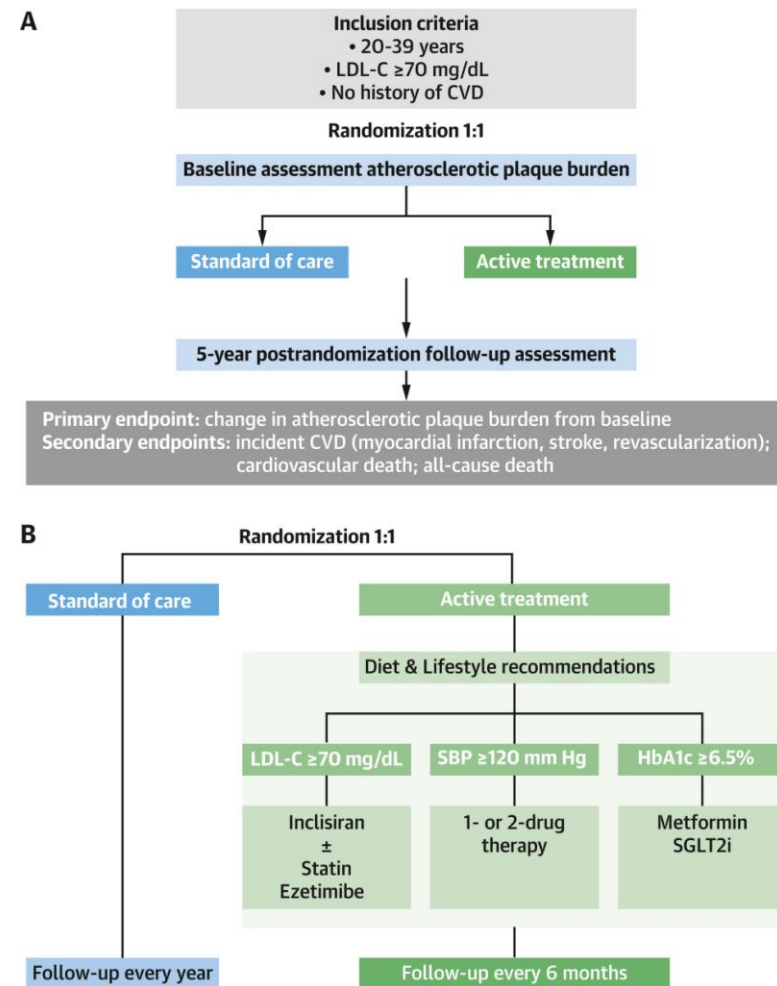 A
Inclusion criteria
• 20-39 years
• LDL-C ≥70 mg/dL
• No history of CVD
Randomization 1:1
Baseline assessment atherosclerotic plaque burden
Standard of care
Active treatment
5-year postrandomization follow-up assessment
Primary endpoint: change in atherosclerotic plaque burden from baseline
Secondary endpoints: incident CVD (myocardial infarction, stroke, revascularization);
cardiovascular death; all-cause death
B
Randomization 1:1
Standard of care
Active treatment
Diet & Lifestyle recommendations
LDL-C ≥70 mg/dL
SBP ≥120 mm Hg
HbA1c ≥6.5%
Inclisiran
±
Statin
Ezetimibe
1- or 2-drug
therapy
Metformin
SGLT2i
Follow-up every year
Follow-up every 6 months